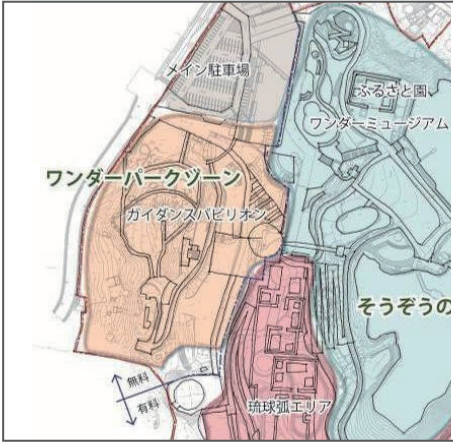 メイン駐車場
ふるさと園
ワンダーミュージアム
ワンダーパークゾーン
ガイダンスパビリオン
そうぞうの
無料
有料
琉球弧エリア